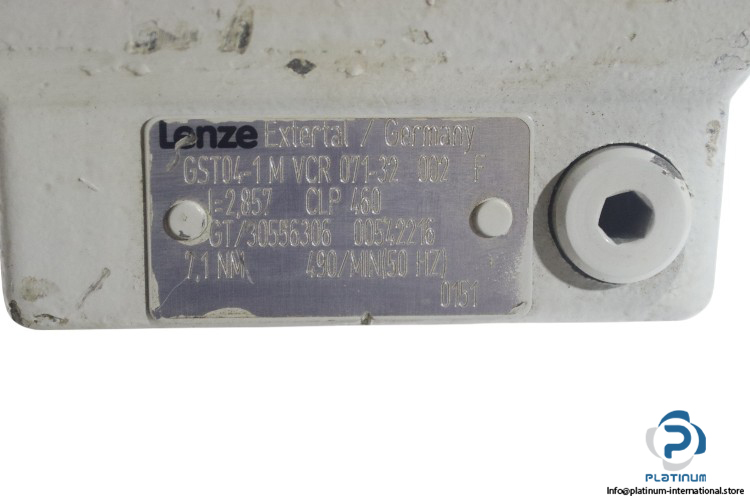 Lenze Extertal / Germany
GST04-1 M VCR 071-32 002 F
I=2,857 CLP 460
GT/30556306 00542216
7,1 NM 490/MIN(50 HZ)
0151
PLATINUM
Info@platinum-international.store